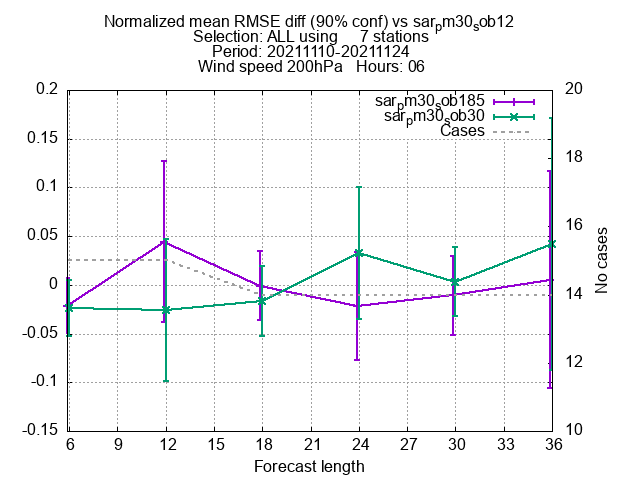 Normalized mean RMSE diff (90% conf) vs sarpm30sob12
Selection: ALL using     7 stations
Period: 20211110-20211124
Wind speed 200hPa   Hours: 06
sarpm30sob185
sarpm30sob30
Cases
0.2
0.15
0.1
0.05
0
-0.05
-0.1
-0.15
20
18
16
14
12
10
No cases
6 9 12 15 18 21 24 27 30 33 36
Forecast length